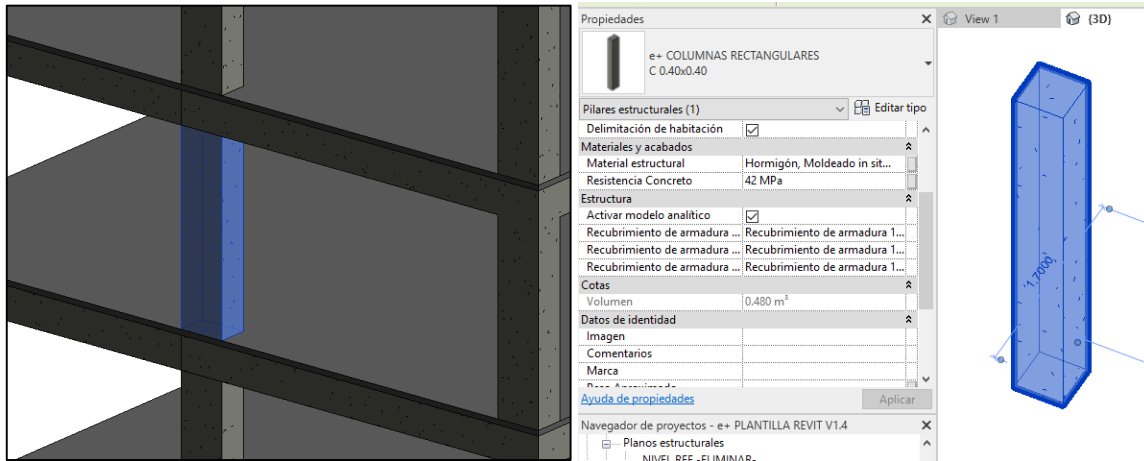 Propiedades
View 1
{3D}
e+ COLUMNAS RECTANGULARES
C 0.40x0.40
Pilares estructurales (1)
Editar tipo
Delimitación de habitación
Materiales y acabados
Material estructural
Hormigón, Moldeado in sit...
Resistencia Concreto
42 MPa
Estructura
Activar modelo analítico
Recubrimiento de armadura ...
Recubrimiento de armadura 1...
Recubrimiento de armadura ...
Recubrimiento de armadura 1...
Recubrimiento de armadura ...
Recubrimiento de armadura 1...
Cotas
Volumen
0.480 m³
Datos de identidad
Imagen
Comentarios
Marca
Ayuda de propiedades
Aplicar
Navegador de proyectos - e+ PLANTILLA REVIT V1.4
Planos estructurales
NIVEL REF -ELIMINAR-
1.7000